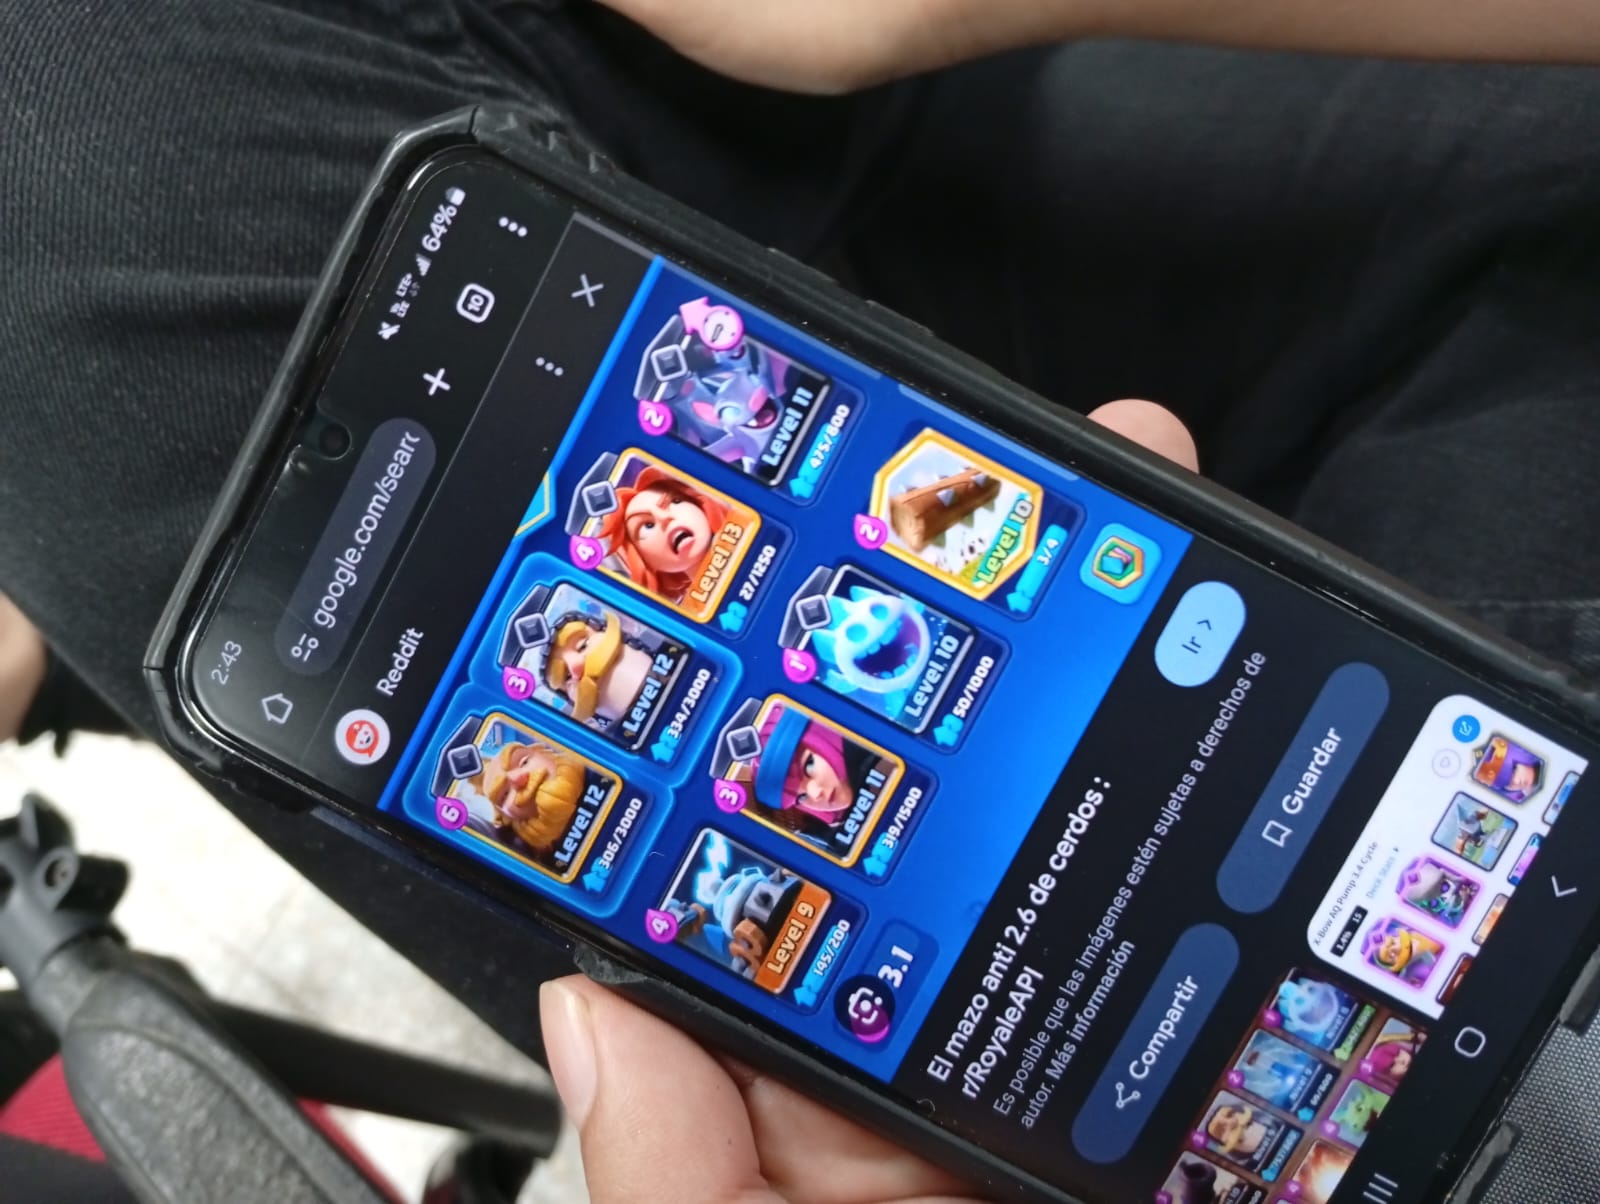 2:43
64%
google.com/searc
10
Reddit
6
Level 12
306/3000
3
Level 12
334/3000
4
Level 13
27/1250
2
Level 11
475/800
4
Level 9
145/200
3
Level 11
319/1500
1
Level 10
50/1000
2
Level 10
3/4
3.1
El mazo anti 2.6 de cerdos :
r/RoyaleAPI
Ir >
Es posible que las imágenes estén sujetas a derechos de
autor. Más información
Compartir
Guardar
X-Bow AQ Pump 3.4 Cycle
Deck Stats